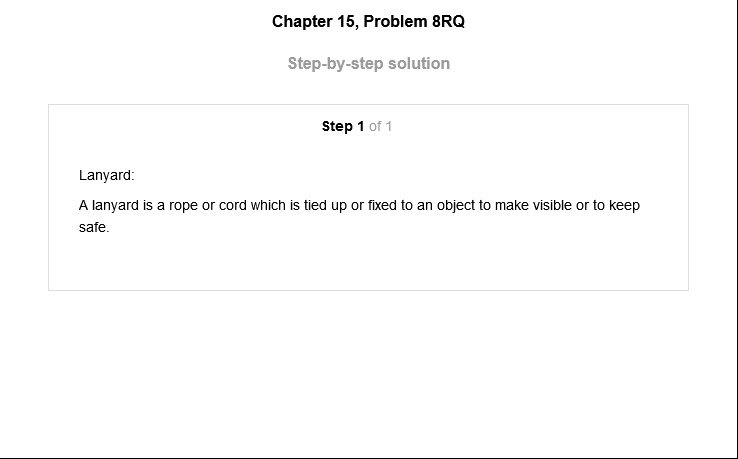 Chapter 15, Problem 8RQ
Step-by-step solution
Step 1 of 1
Lanyard:
A lanyard is a rope or cord which is tied up or fixed to an object to make visible or to keep
safe.